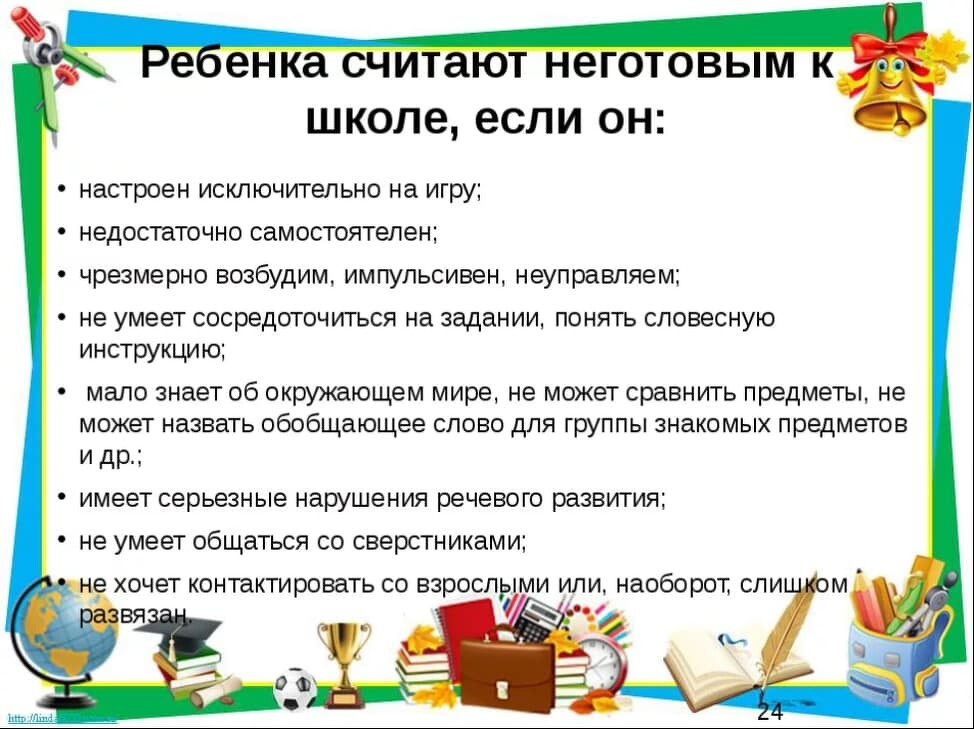 Ребенка считают неготовым к
школе, если он:
• настроен исключительно на игру;
• недостаточно самостоятелен;
• чрезмерно возбудим, импульсивен, неуправляем;
• не умеет сосредоточиться на задании, понять словесную
инструкцию;
• мало знает об окружающем мире, не может сравнить предметы, не
может назвать обобщающее слово для группы знакомых предметов
и др.;
• имеет серьезные нарушения речевого развития;
• не умеет общаться со сверстниками;
• не хочет контактировать со взрослыми или, наоборот, слишком
развязан.
24